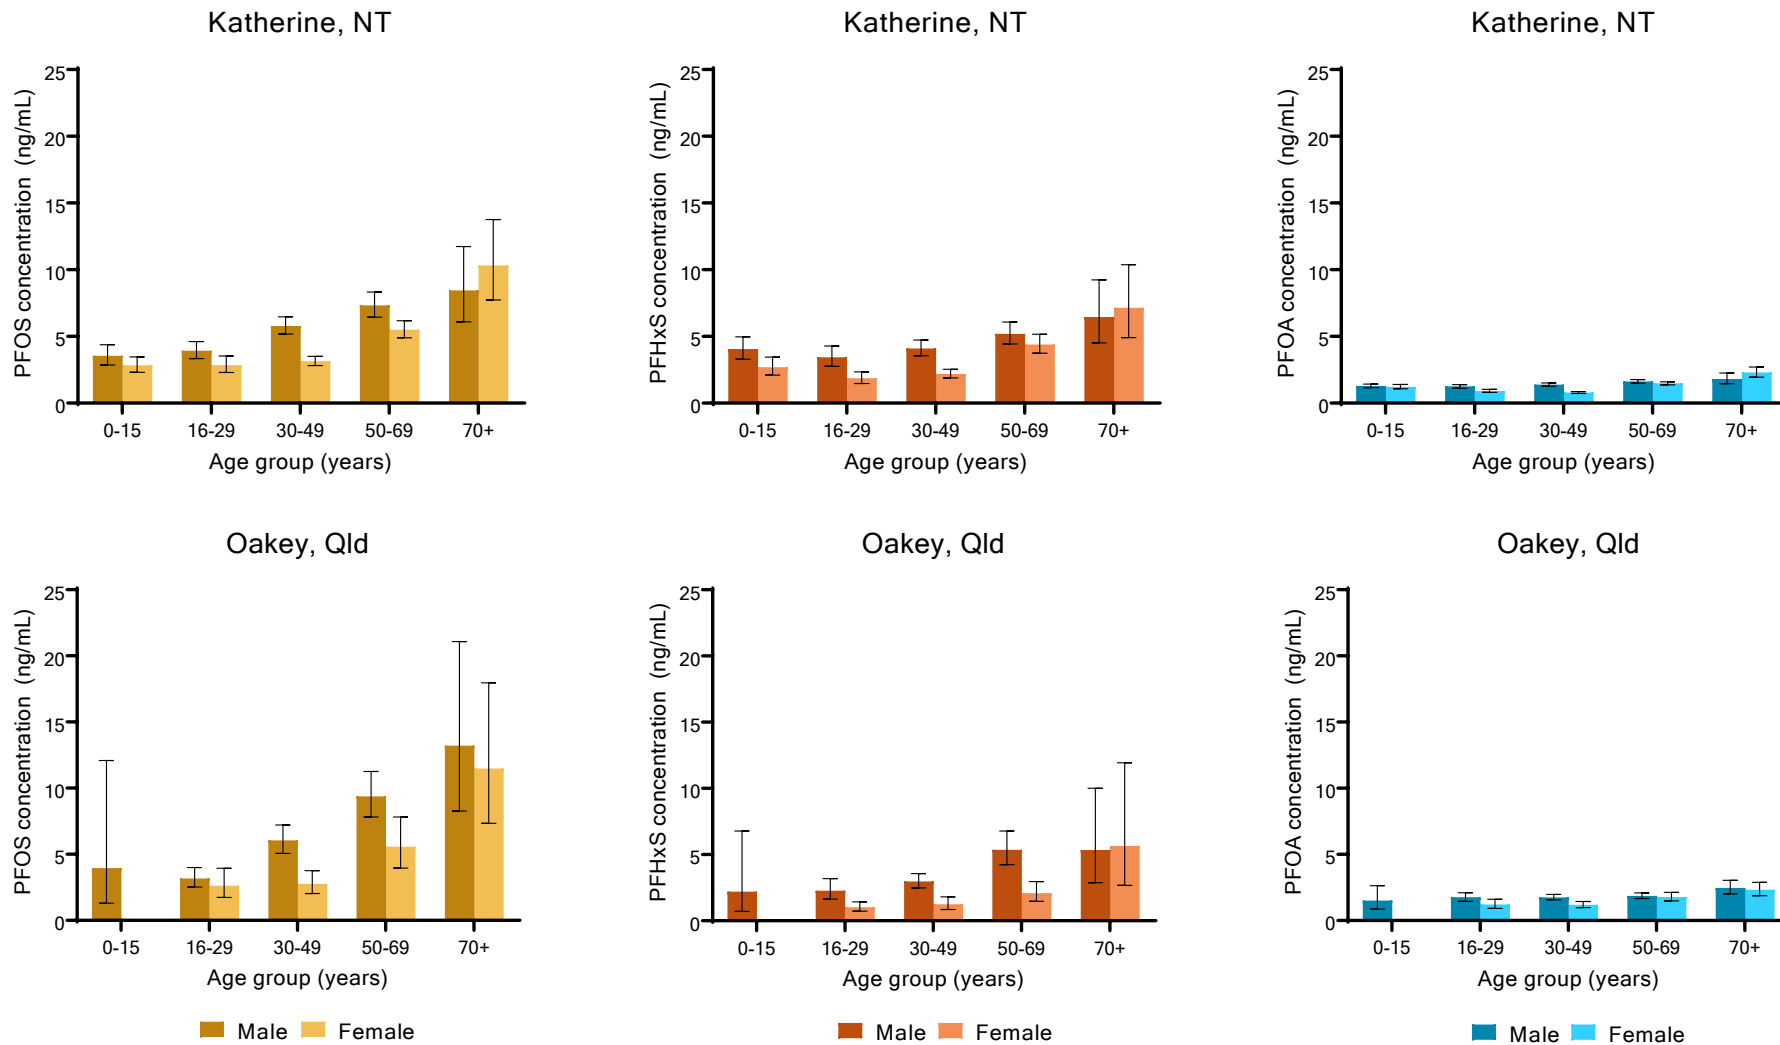 Katherine, NT
PFOS concentration (ng/mL)
25
20
15
10
5
0
0-15 16-29 30-49 50-69 70+
Age group (years)
Katherine, NT
PFHxS concentration (ng/mL)
25
20
15
10
5
0
0-15 16-29 30-49 50-69 70+
Age group (years)
Katherine, NT
PFOA concentration (ng/mL)
25
20
15
10
5
0
0-15 16-29 30-49 50-69 70+
Age group (years)
Oakey, Qld
PFOS concentration (ng/mL)
25
20
15
10
5
0
0-15 16-29 30-49 50-69 70+
Age group (years)
Male Female
Oakey, Qld
PFHxS concentration (ng/mL)
25
20
15
10
5
0
0-15 16-29 30-49 50-69 70+
Age group (years)
Male Female
Oakey, Qld
PFOA concentration (ng/mL)
25
20
15
10
5
0
0-15 16-29 30-49 50-69 70+
Age group (years)
Male Female